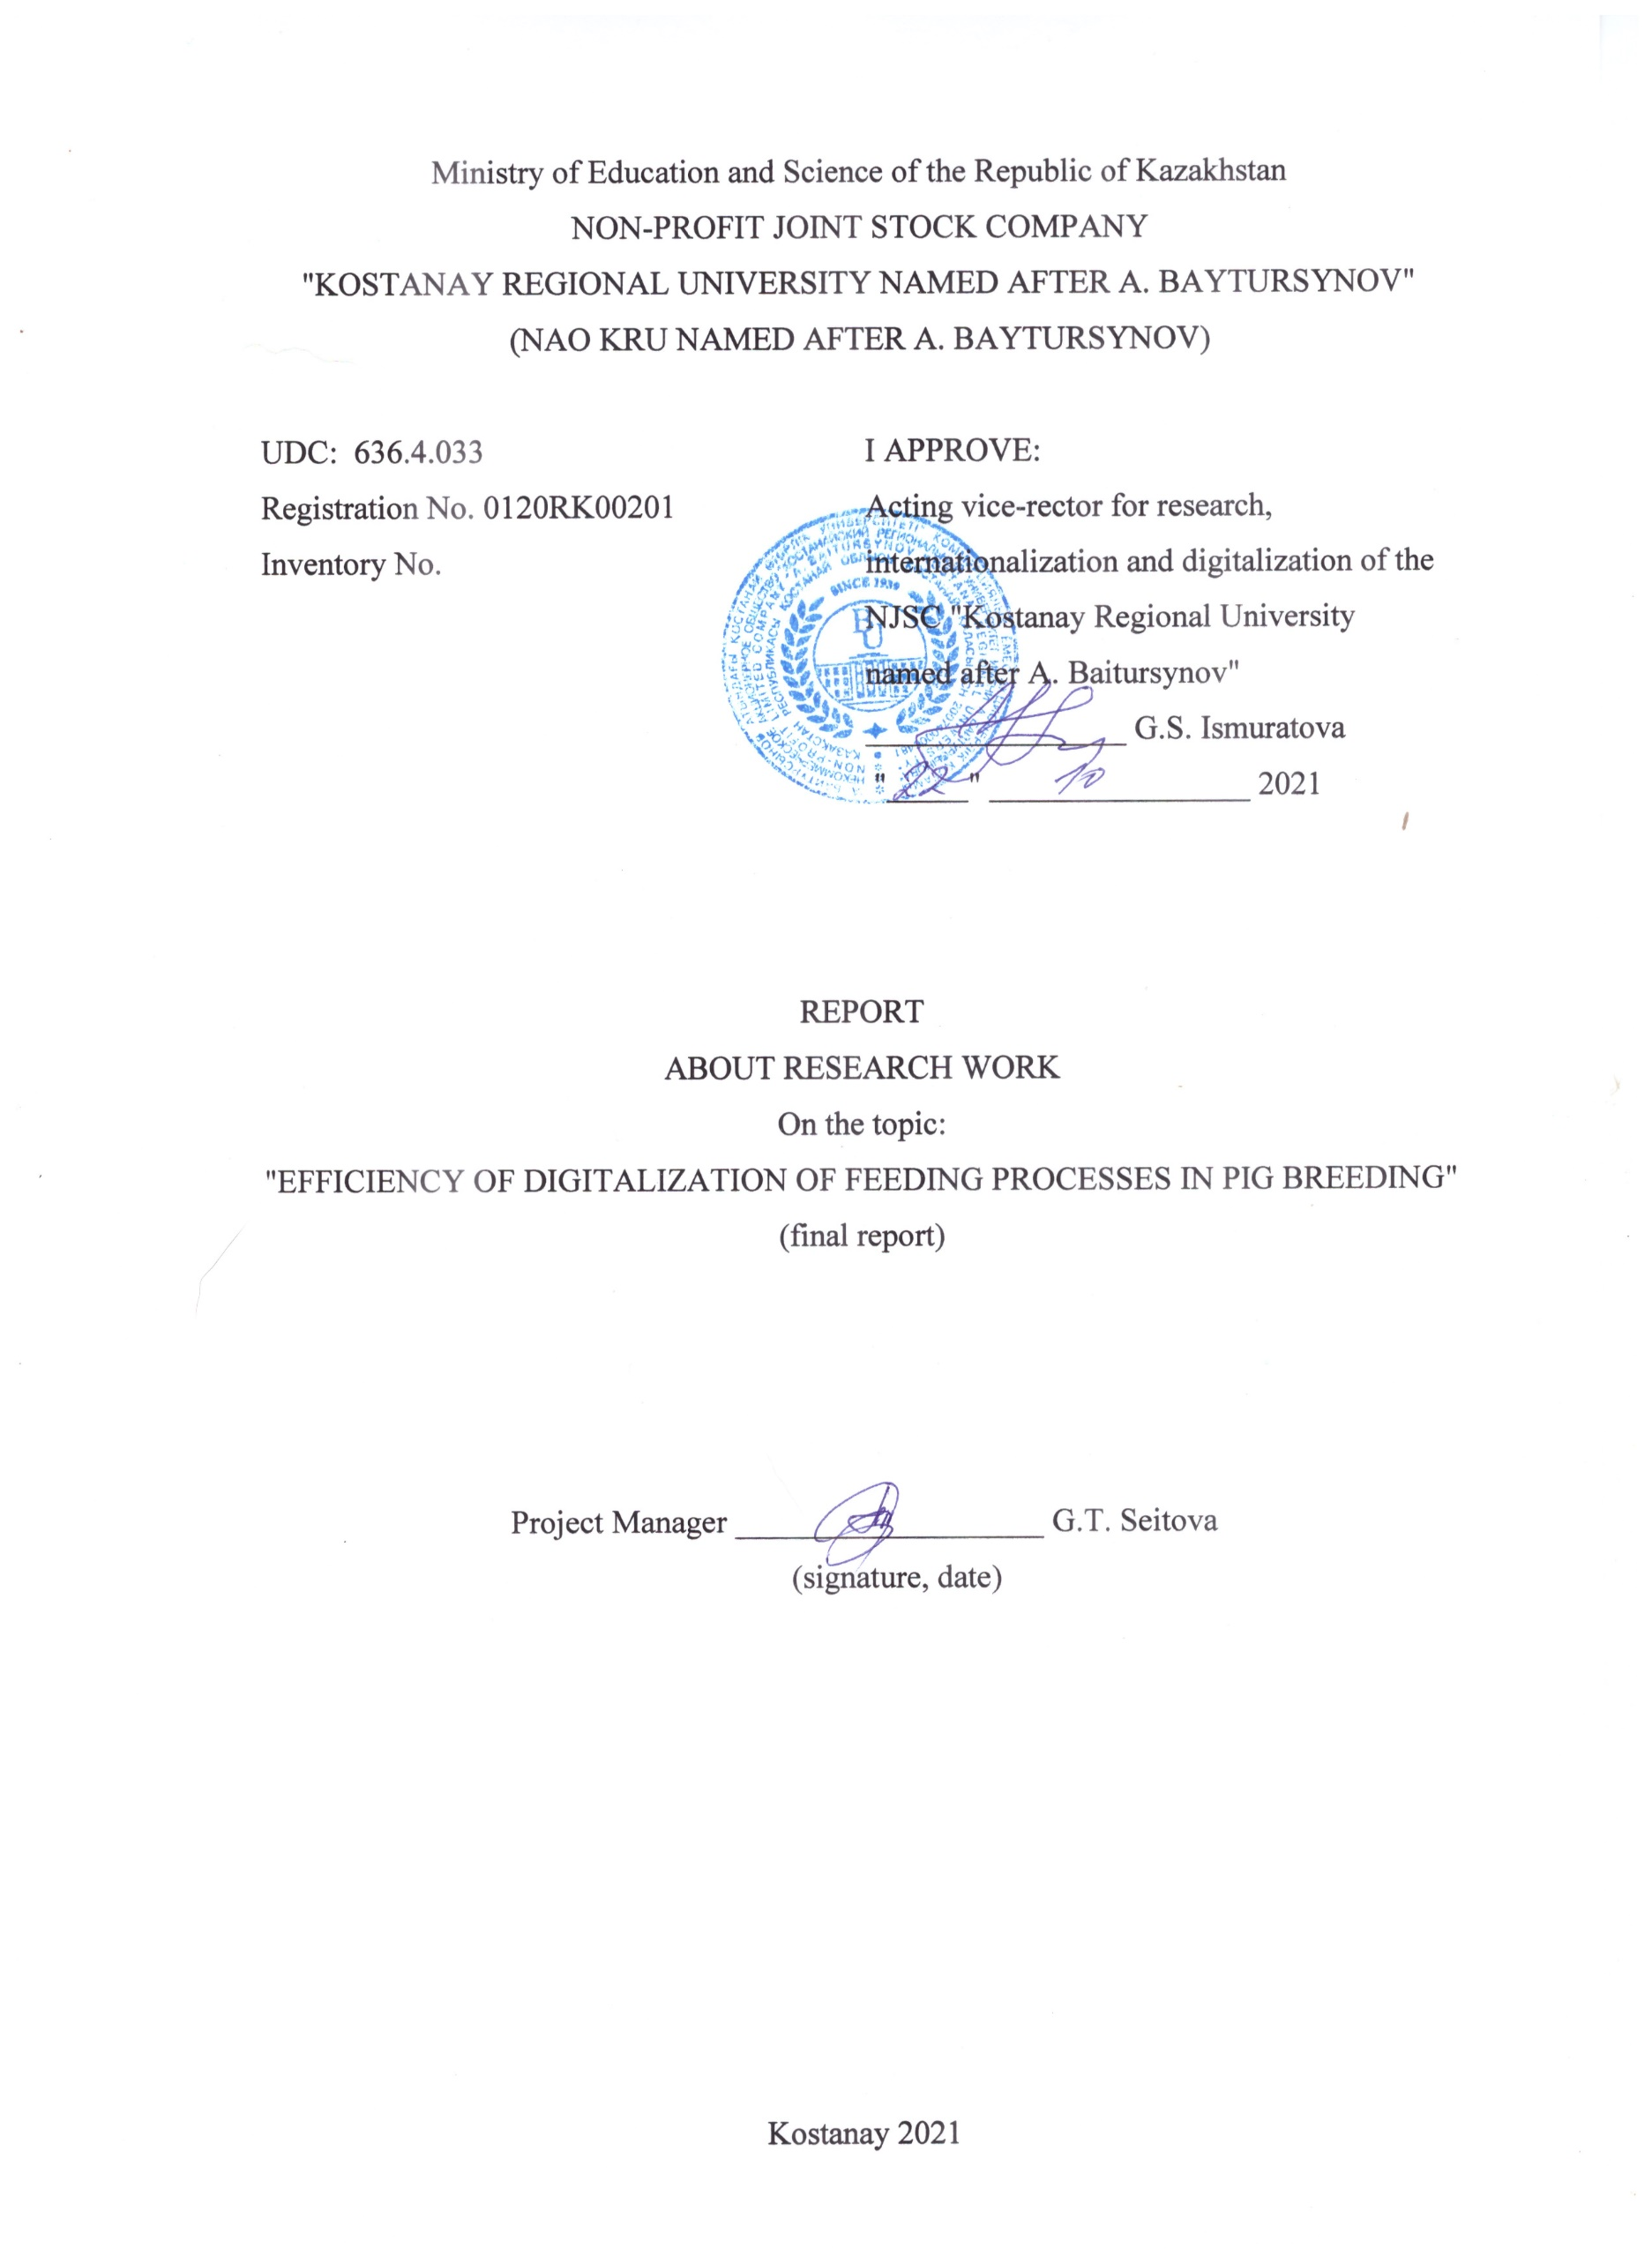 Ministry of Education and Science of the Republic of Kazakhstan
NON-PROFIT JOINT STOCK COMPANY
"KOSTANAY REGIONAL UNIVERSITY NAMED AFTER A. BAYTURSYNOV"
(NAO KRU NAMED AFTER A. BAYTURSYNOV)
UDC: 636.4.033
Registration No. 0120RK00201
Inventory No.
I APPROVE:
Acting vice-rector for research,
internationalization and digitalization of the
NJSC "Kostanay Regional University
named after A. Baitursynov"
G.S. Ismuratova
"22" 10 2021
SINCE 1939
BU
REPORT
ABOUT RESEARCH WORK
On the topic:
"EFFICIENCY OF DIGITALIZATION OF FEEDING PROCESSES IN PIG BREEDING"
(final report)
Project Manager G.T. Seitova
(signature, date)
Kostanay 2021